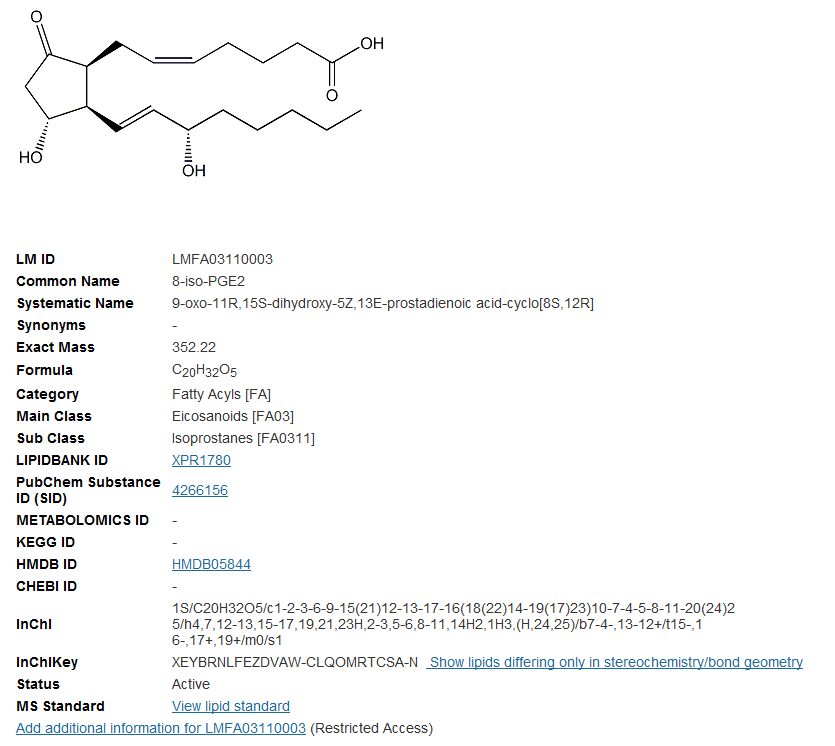 O
OH
O
HO
OH
LM ID LMFA03110003
Common Name 8-iso-PGE2
Systematic Name 9-oxo-11R,15S-dihydroxy-5Z,13E-prostadienoic acid-cyclo[8S,12R]
Synonyms -
Exact Mass 352.22
Formula C20H32O5
Category Fatty Acyls [FA]
Main Class Eicosanoids [FA03]
Sub Class Isoprostanes [FA0311]
LIPIDBANK ID XPR1780
PubChem Substance
ID (SID) 4266156
METABOLOMICS ID -
KEGG ID -
HMDB ID HMDB05844
CHEBI ID -
InChI 1S/C20H32O5/c1-2-3-6-9-15(21)12-13-17-16(18(22)14-19(17)23)10-7-4-5-8-11-20(24)2
5/h4,7,12-13,15-17,19,21,23H,2-3,5-6,8-11,14H2,1H3,(H,24,25)/b7-4-,13-12+/t15-,1
6-,17+,19+/m0/s1
InChIKey XEYBRNLFEZDVAW-CLQOMRTCSA-N Show lipids differing only in stereochemistry/bond geometry
Status Active
MS Standard View lipid standard
Add additional information for LMFA03110003 (Restricted Access)